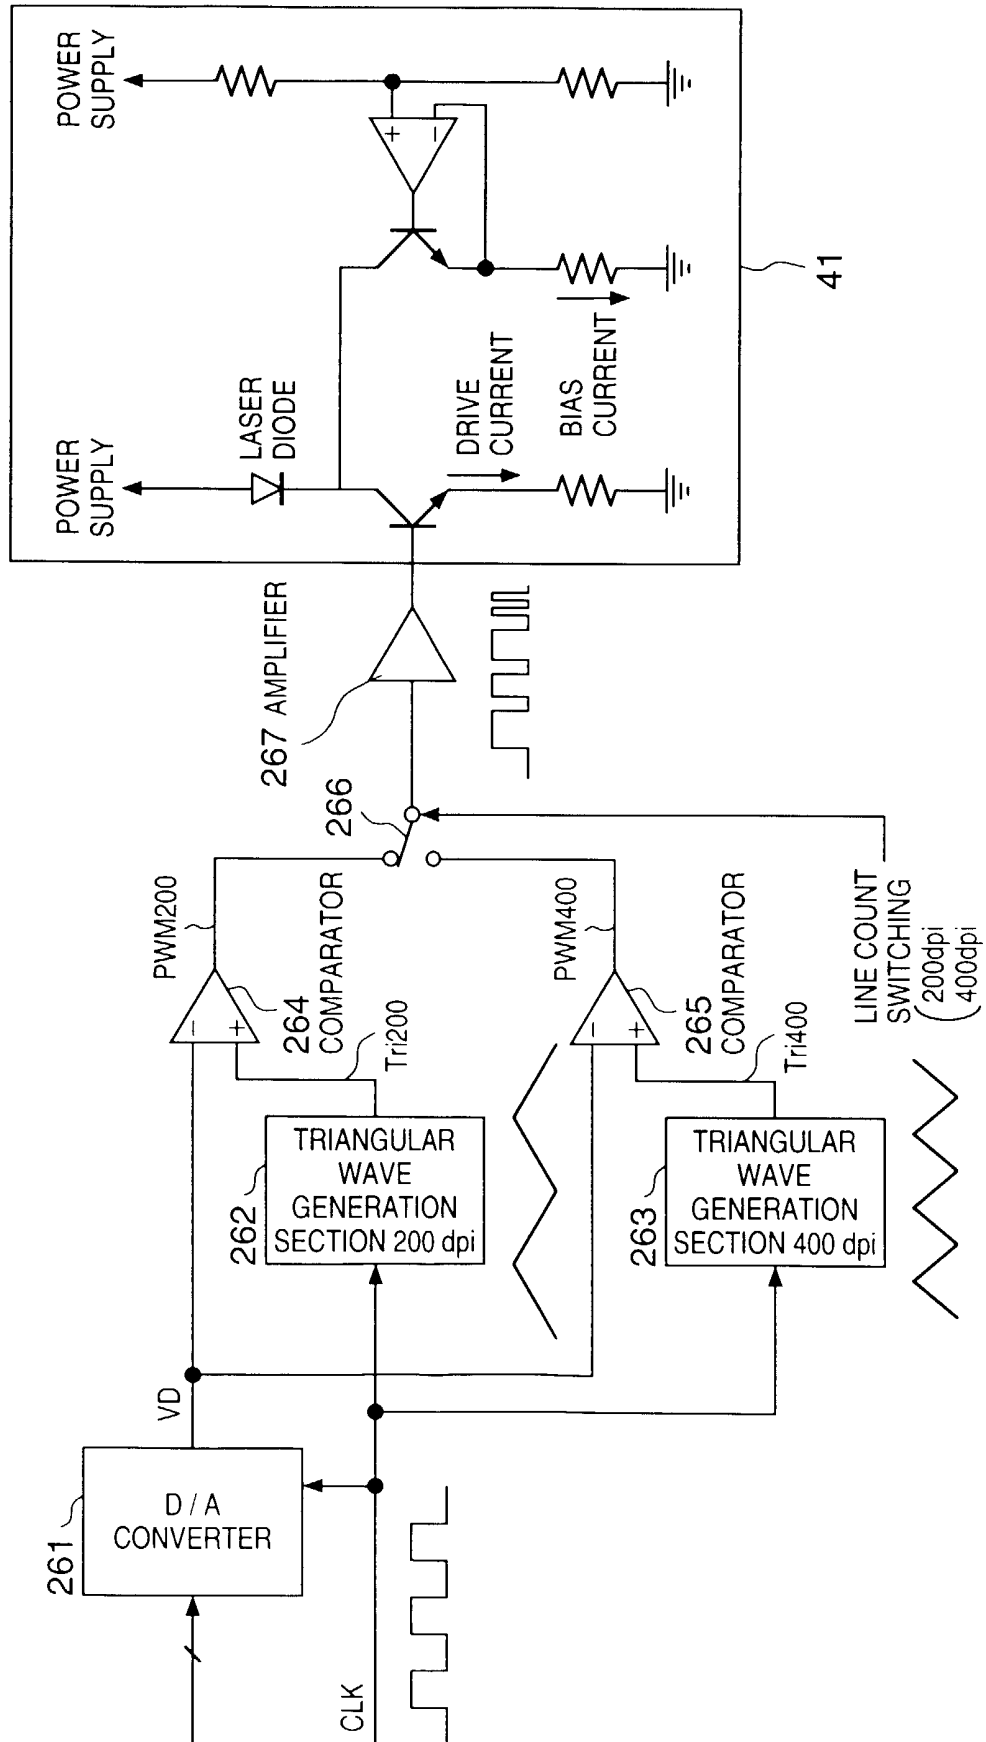 261
D / A
CONVERTER
VD
CLK
262
TRIANGULAR
WAVE
GENERATION
SECTION 200 dpi
263
TRIANGULAR
WAVE
GENERATION
SECTION 400 dpi
Tri200
Tri400
−
+
264
COMPARATOR
−
+
265
COMPARATOR
PWM200
PWM400
266
LINE COUNT
SWITCHING
(200dpi
400dpi)
267 AMPLIFIER
POWER
SUPPLY
LASER
DIODE
DRIVE
CURRENT
BIAS
CURRENT
POWER
SUPPLY
+
−
41